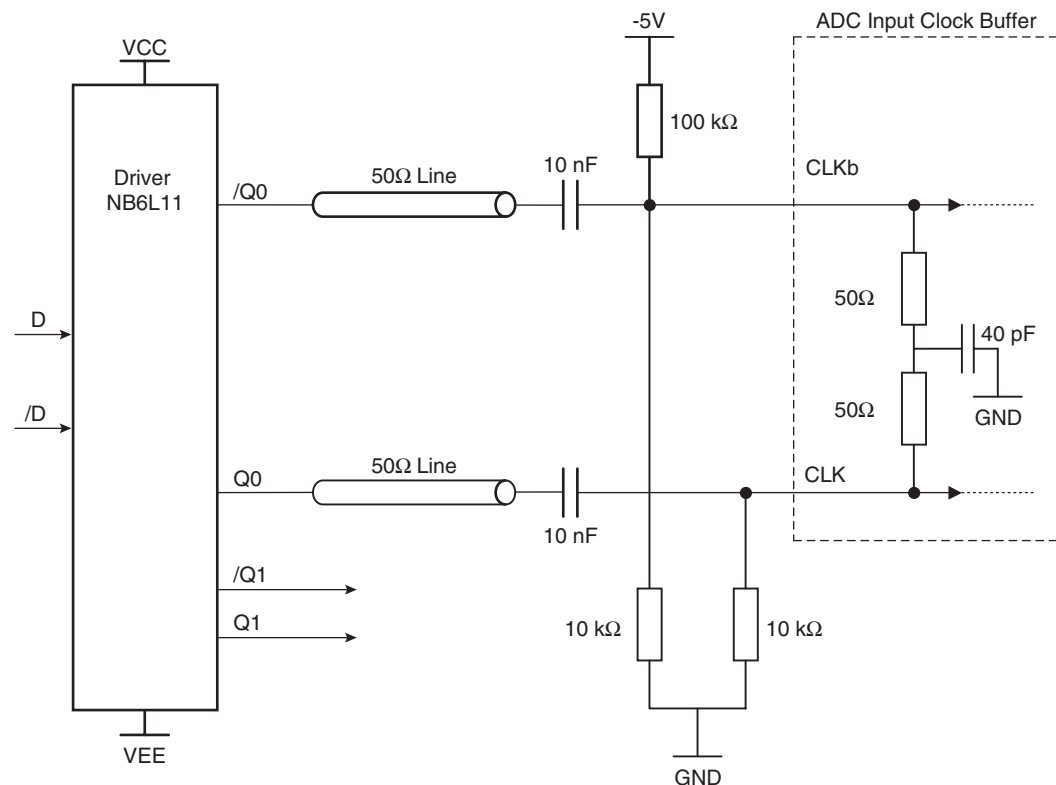 -5V
ADC Input Clock Buffer
VCC
100 kΩ
10 nF
CLKb
Driver
NB6L11
/Q0
50Ω Line
50Ω
40 pF
D
/D
50Ω
GND
50Ω Line
Q0
CLK
10 nF
/Q1
Q1
10 kΩ
10 kΩ
VEE
GND